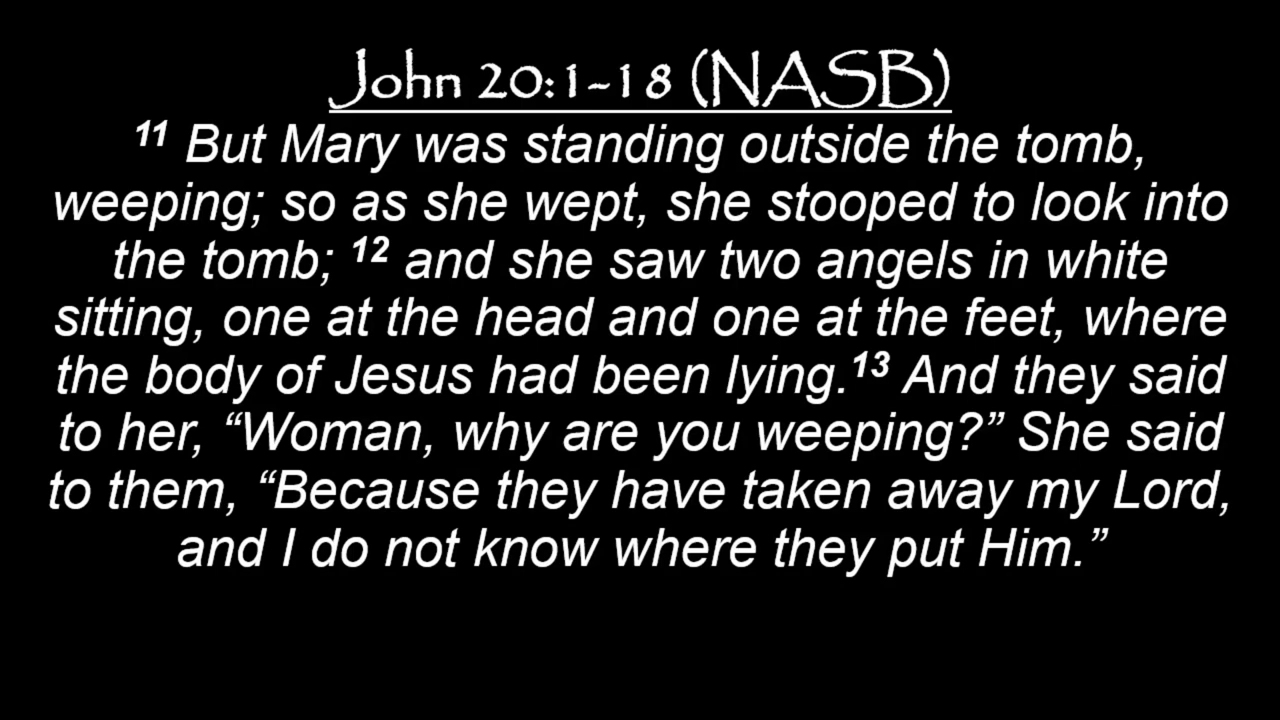 John 20:1-18 (NASB)
11 But Mary was standing outside the tomb,
weeping; so as she wept, she stooped to look into
the tomb; 12 and she saw two angels in white
sitting, one at the head and one at the feet, where
the body of Jesus had been lying.13 And they said
to her, “Woman, why are you weeping?” She said
to them, “Because they have taken away my Lord,
and I do not know where they put Him.”